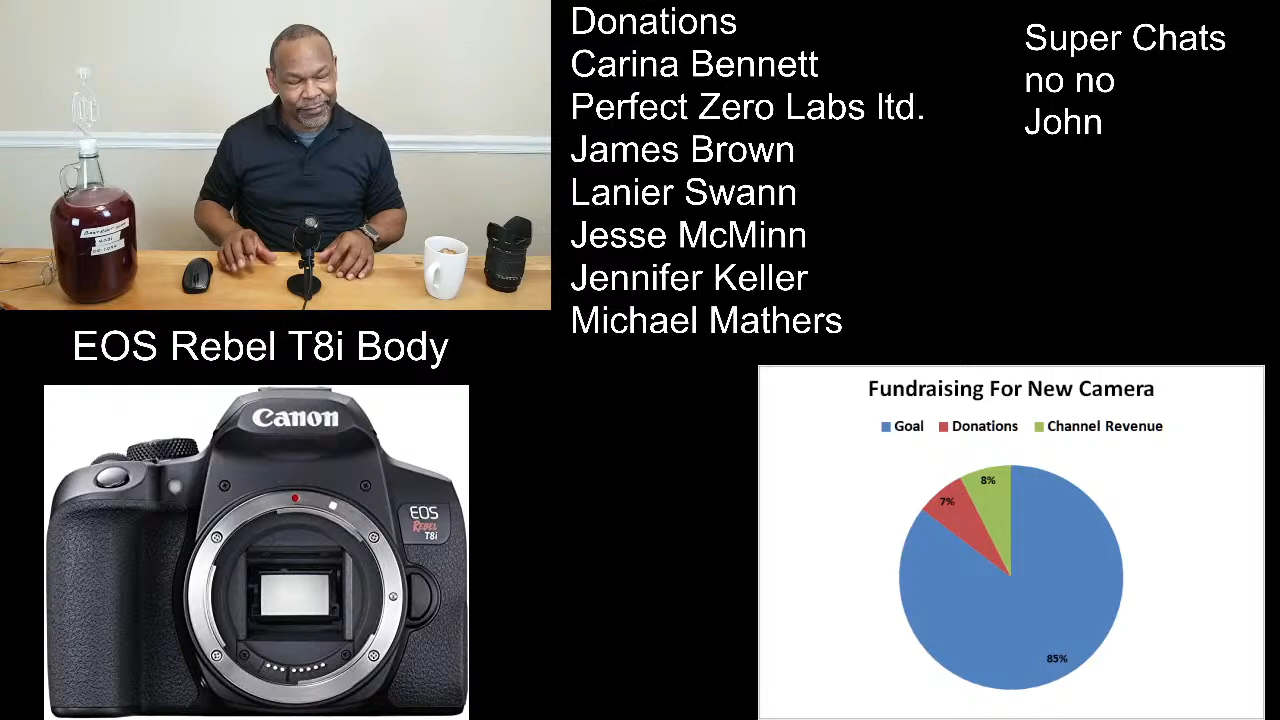 Donations
Carina Bennett
Perfect Zero Labs ltd.
James Brown
Lanier Swann
Jesse McMinn
Jennifer Keller
Michael Mathers
Super Chats
no no
John
EOS Rebel T8i Body
Canon
EOS
REBEL
T8i
Fundraising For New Camera
Goal Donations Channel Revenue
8%
7%
85%